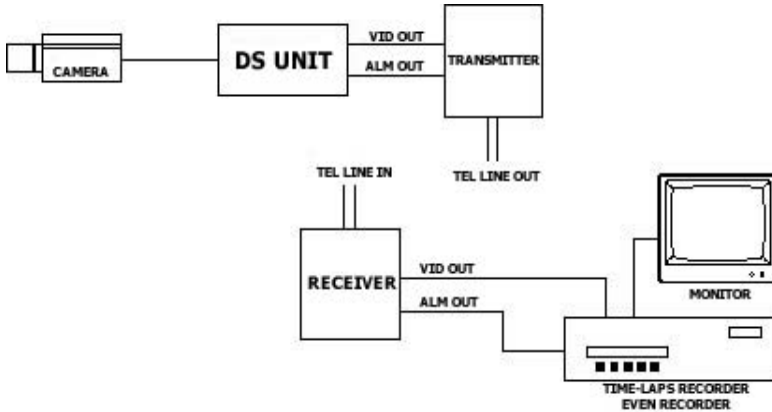 VID OUT
DS UNIT
TRANSMITTER
CAMERA
ALM OUT
TEL LINE IN
TEL LINE OUT
RECEIVER
VID OUT
MONITOR
ALM OUT
TIME-LAPS RECORDER
EVEN RECORDER